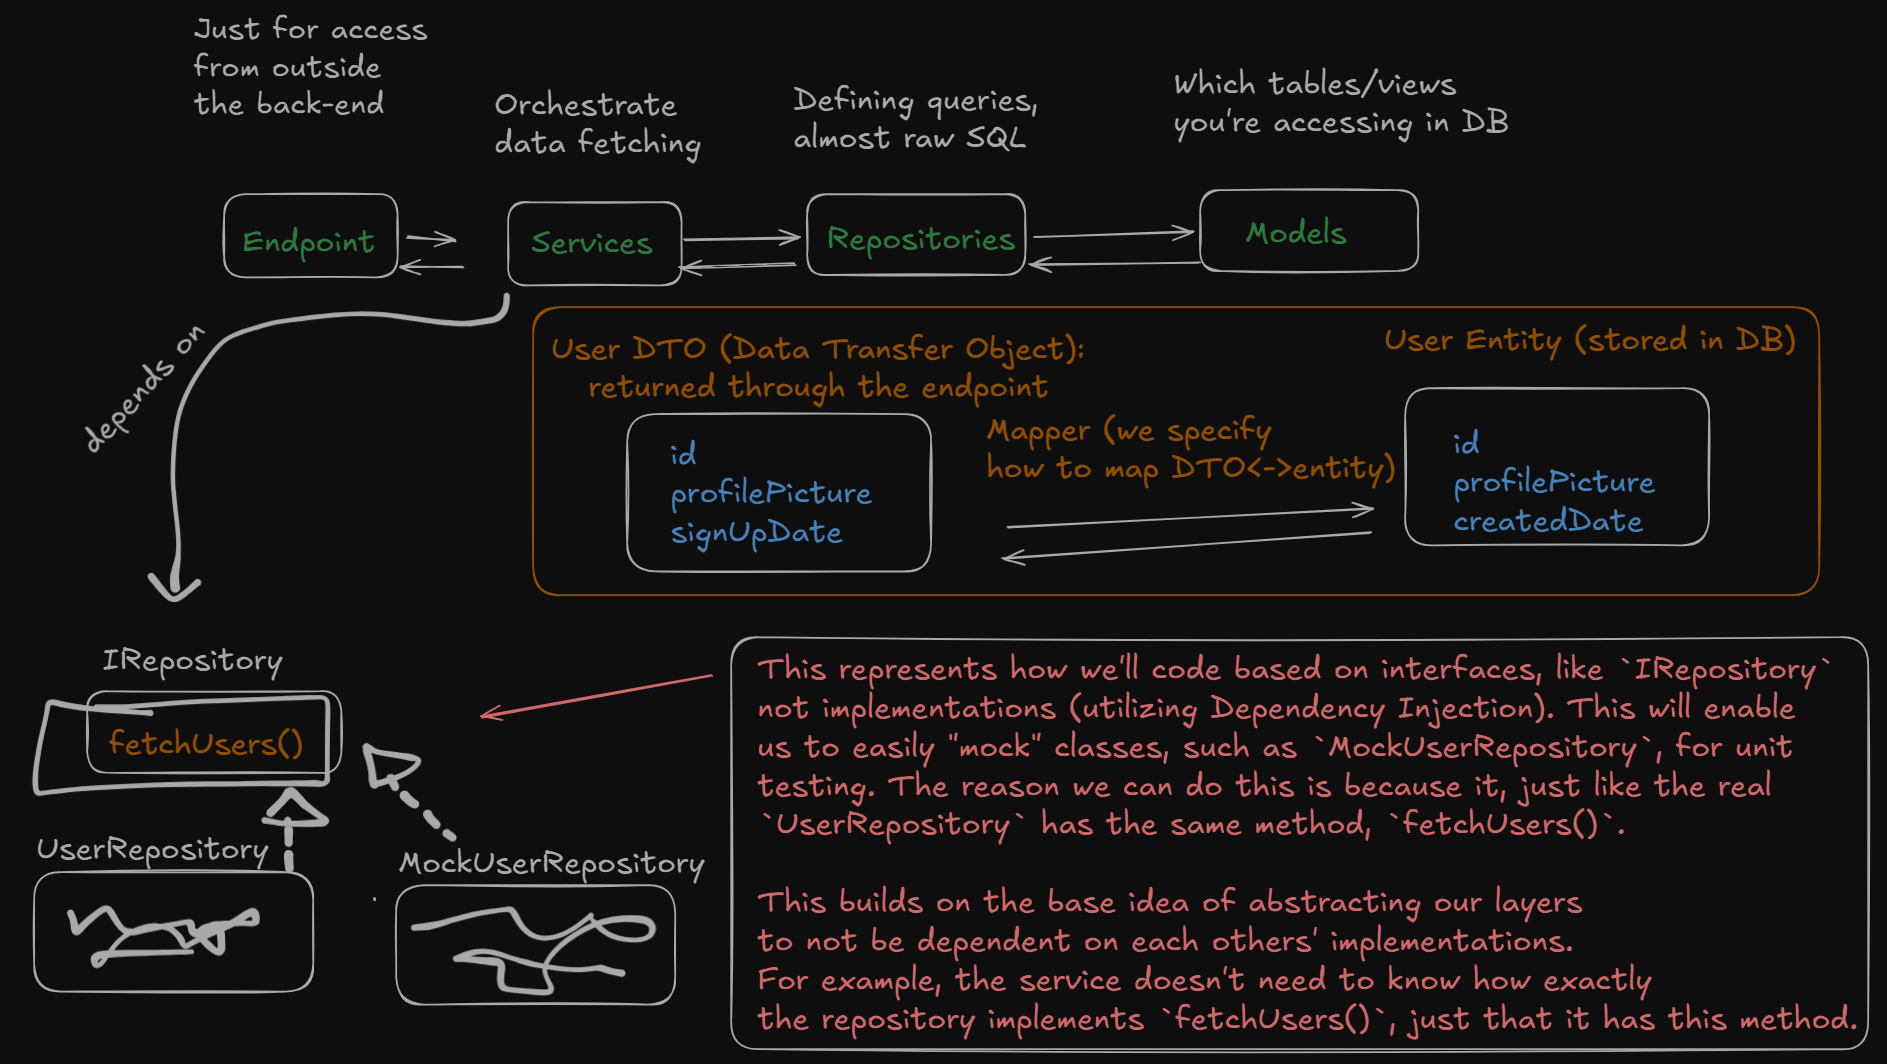 Just for access
from outside
the back-end
Orchestrate
data fetching
Defining queries,
almost raw SQL
Which tables/views
you're accessing in DB
Endpoint
Services
Repositories
Models
depends on
User DTO (Data Transfer Object):
returned through the endpoint
id
profilePicture
signUpDate
Mapper (we specify
how to map DTO<->entity)
User Entity (stored in DB)
id
profilePicture
createdDate
IRepository
fetchUsers()
UserRepository
MockUserRepository
This represents how we'll code based on interfaces, like `IRepository`
not implementations (utilizing Dependency Injection). This will enable
us to easily "mock" classes, such as `MockUserRepository`, for unit
testing. The reason we can do this is because it, just like the real
`UserRepository` has the same method, `fetchUsers()`.
This builds on the base idea of abstracting our layers
to not be dependent on each others' implementations.
For example, the service doesn't need to know how exactly
the repository implements `fetchUsers()`, just that it has this method.